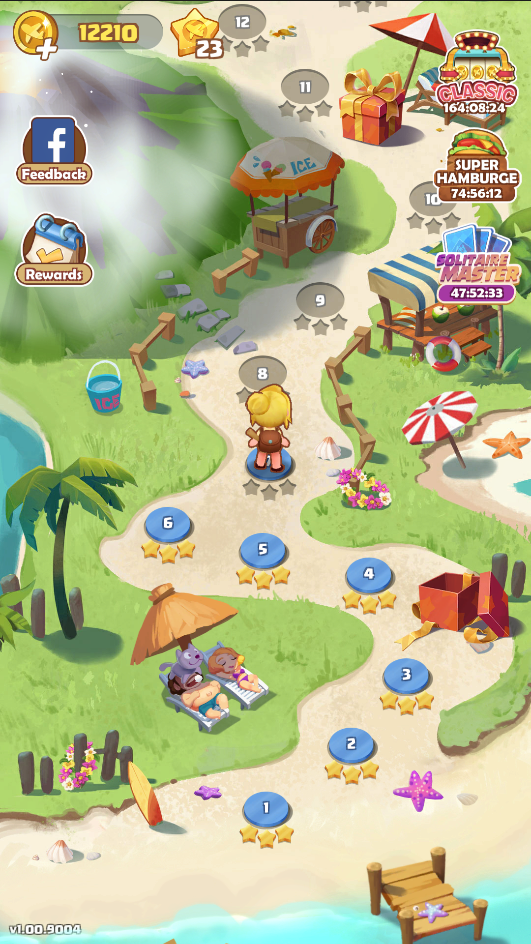 12210
23
12
11
CLASSIC
164:08:24
Feedback
ICE
SUPER
HAMBURGE
74:56:12
10
Rewards
SOLITAIRE
MASTER
47:52:33
9
8
ICE
6
5
4
3
2
1
v1.00.9004